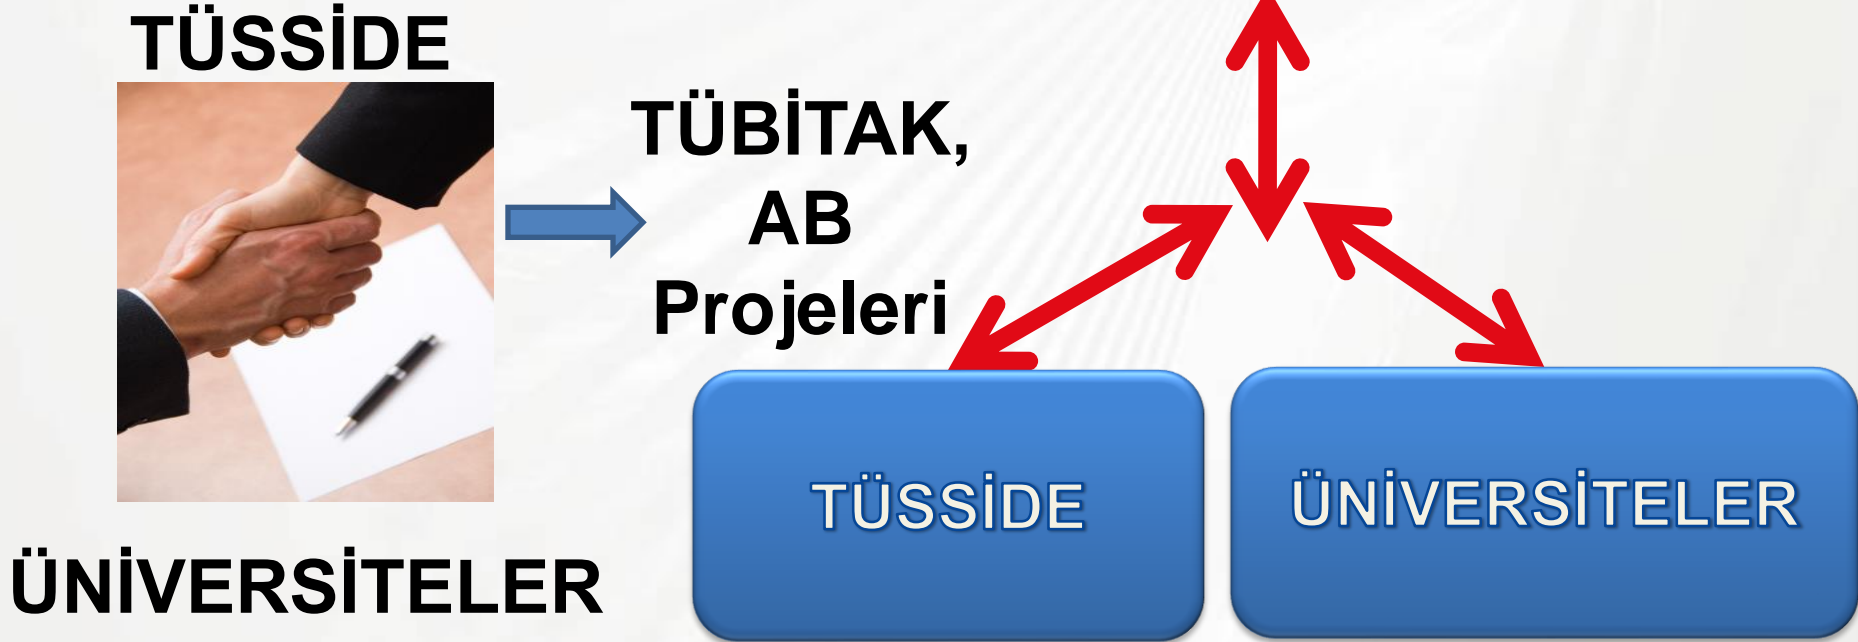 TÜSSİDE
TÜBİTAK,
AB
Projeleri
ÜNİVERSİTELER
TÜSSİDE
ÜNİVERSİTELER